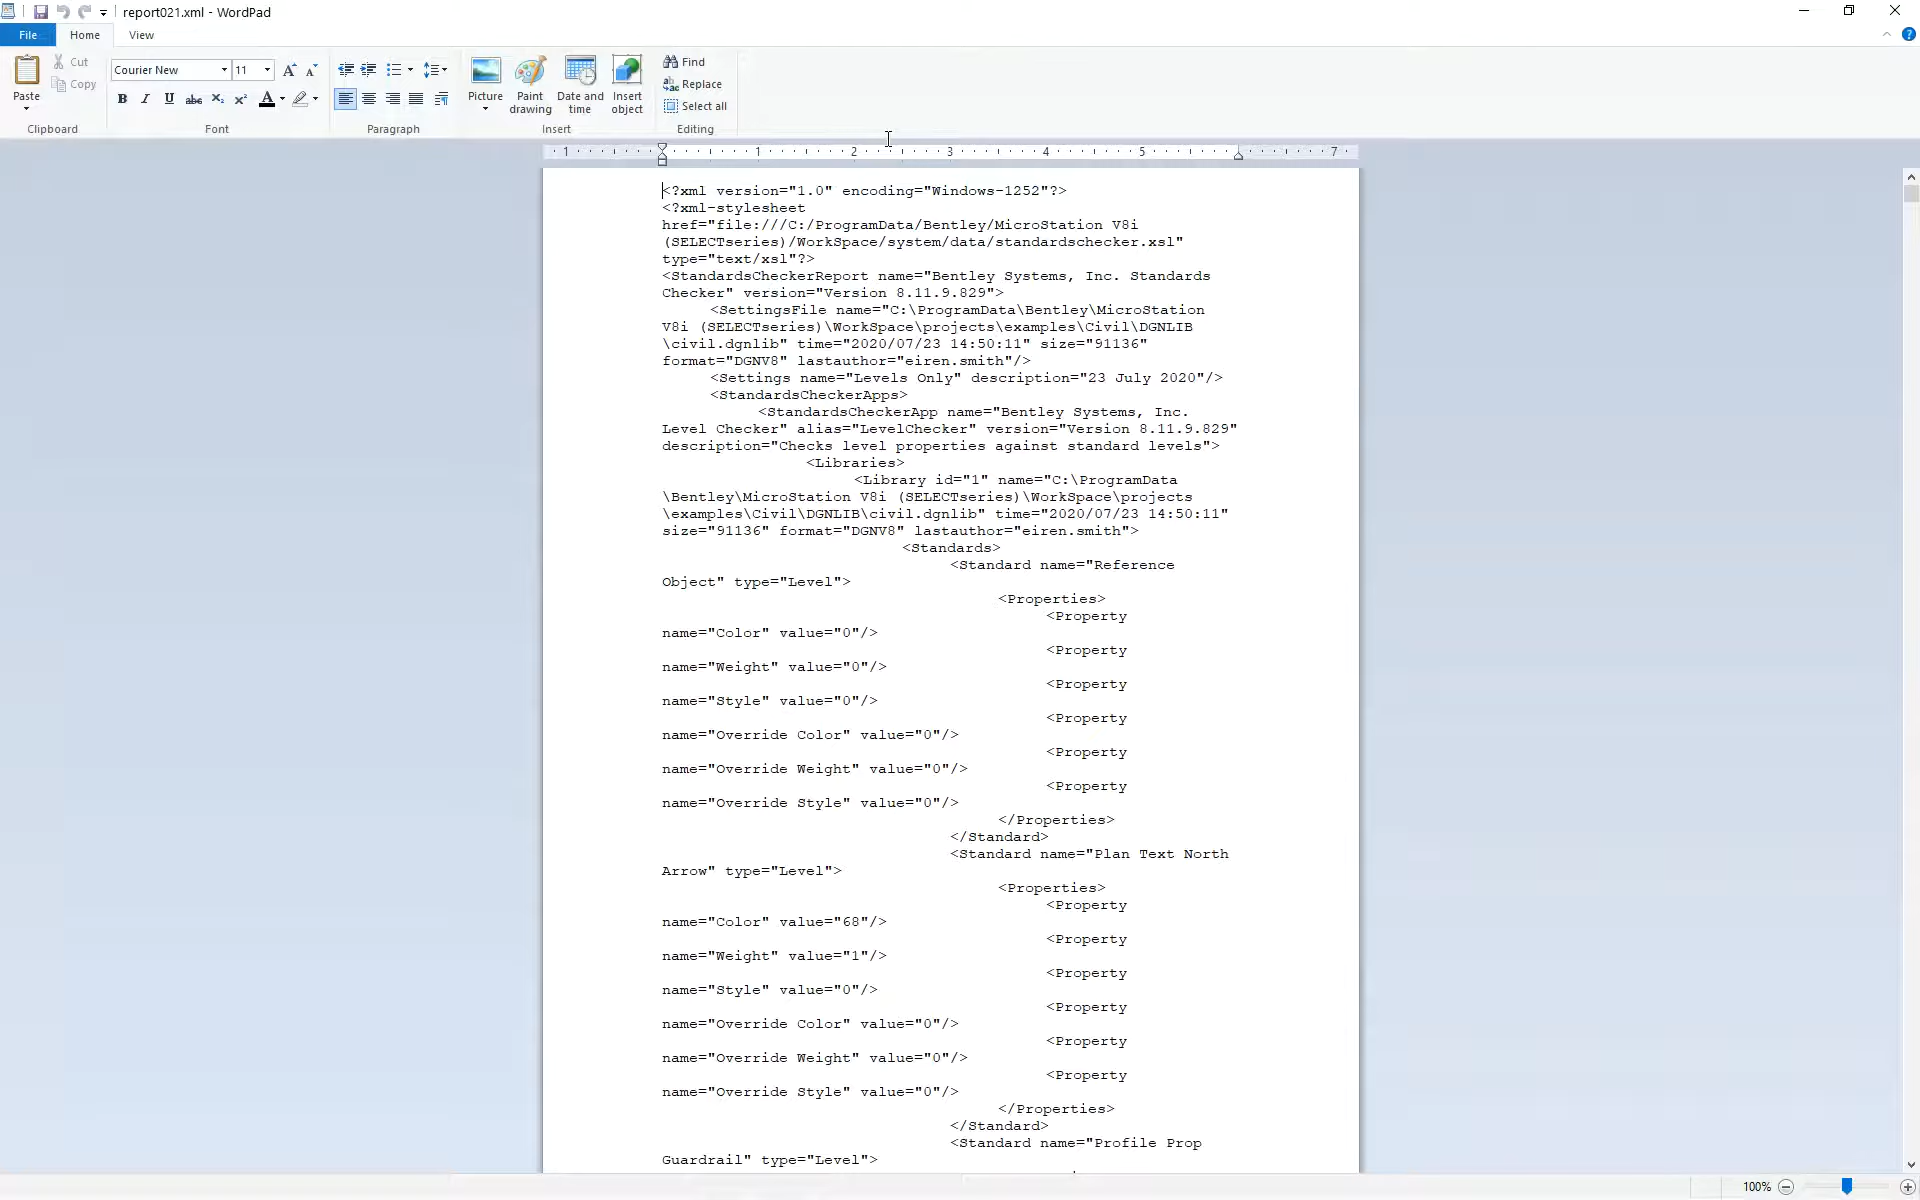 report021.xml - WordPad
File Home View
Paste Cut Copy Clipboard
Courier New 11 Font
Paragraph
Picture Paint drawing Date and time Insert object Insert
Find
Replace
Select all
Editing
1 1 2 3 4 5 7
<?xml version="1.0" encoding="Windows-1252"?>
<?xml-stylesheet
href="file:///C:/ProgramData/Bentley/MicroStation V8i
(SELECTseries)/WorkSpace/system/data/standardschecker.xsl"
type="text/xsl"?>
<StandardsCheckerReport name="Bentley Systems, Inc. Standards
Checker" version="Version 8.11.9.829">
<SettingsFile name="C:\ProgramData\Bentley\MicroStation
V8i (SELECTseries)\WorkSpace\projects\examples\Civil\DGNLIB
\civil.dgnlib" time="2020/07/23 14:50:11" size="91136"
format="DGNV8" lastauthor="eiren.smith"/>
<Settings name="Levels Only" description="23 July 2020"/>
<StandardsCheckerApps>
<StandardsCheckerApp name="Bentley Systems, Inc.
Level Checker" alias="LevelChecker" version="Version 8.11.9.829"
description="Checks level properties against standard levels">
<Libraries>
<Library id="1" name="C:\ProgramData
\Bentley\MicroStation V8i (SELECTseries)\WorkSpace\projects
\examples\Civil\DGNLIB\civil.dgnlib" time="2020/07/23 14:50:11"
size="91136" format="DGNV8" lastauthor="eiren.smith">
<Standards>
<Standard name="Reference
Object" type="Level">
<Properties>
<Property
name="Color" value="0"/>
<Property
name="Weight" value="0"/>
<Property
name="Style" value="0"/>
<Property
name="Override Color" value="0"/>
<Property
name="Override Weight" value="0"/>
<Property
name="Override Style" value="0"/>
</Properties>
</Standard>
<Standard name="Plan Text North
Arrow" type="Level">
<Properties>
<Property
name="Color" value="68"/>
<Property
name="Weight" value="1"/>
<Property
name="Style" value="0"/>
<Property
name="Override Color" value="0"/>
<Property
name="Override Weight" value="0"/>
<Property
name="Override Style" value="0"/>
</Properties>
</Standard>
<Standard name="Profile Prop
Guardrail" type="Level">
100%